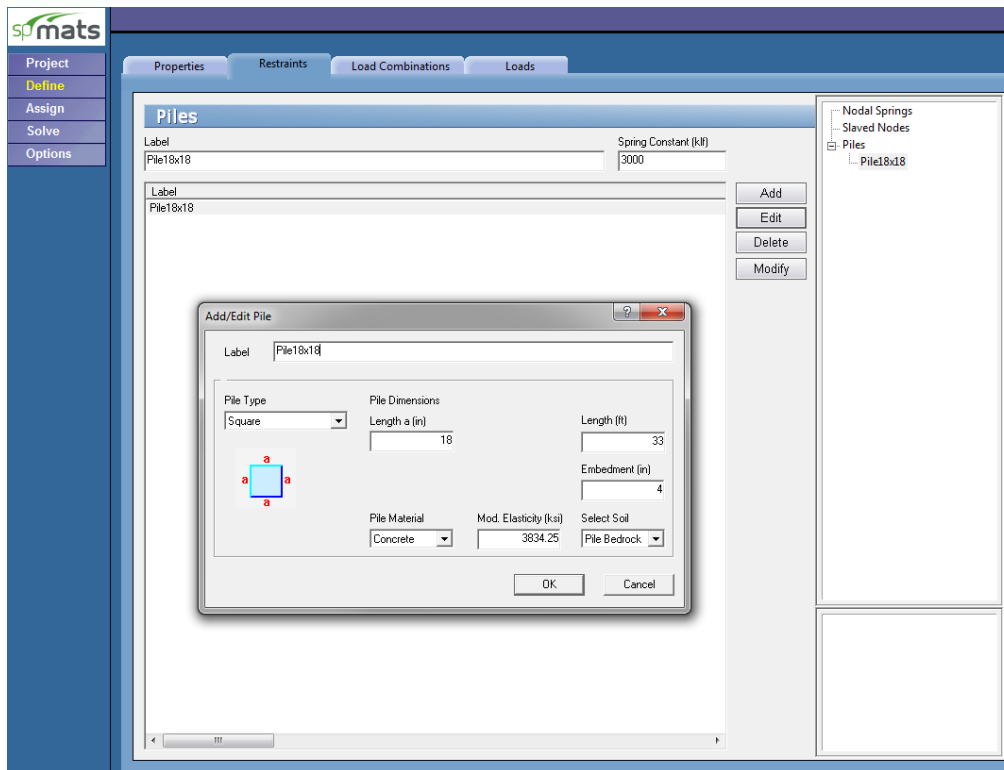 spmats
Project
Define
Assign
Solve
Options
Properties
Restraints
Load Combinations
Loads
Piles
Label
Spring Constant (klf)
Pile18x18
3000
Label
Pile18x18
Add
Edit
Delete
Modify
Nodal Springs
Slaved Nodes
Piles
Pile18x18
Add/Edit Pile
Label
Pile18x18
Pile Type
Pile Dimensions
Square
Length a (in)
Length (ft)
18
33
a
a
a
a
Embedment (in)
4
Pile Material
Mod. Elasticity (ksi)
Select Soil
Concrete
3834.25
Pile Bedrock
OK
Cancel